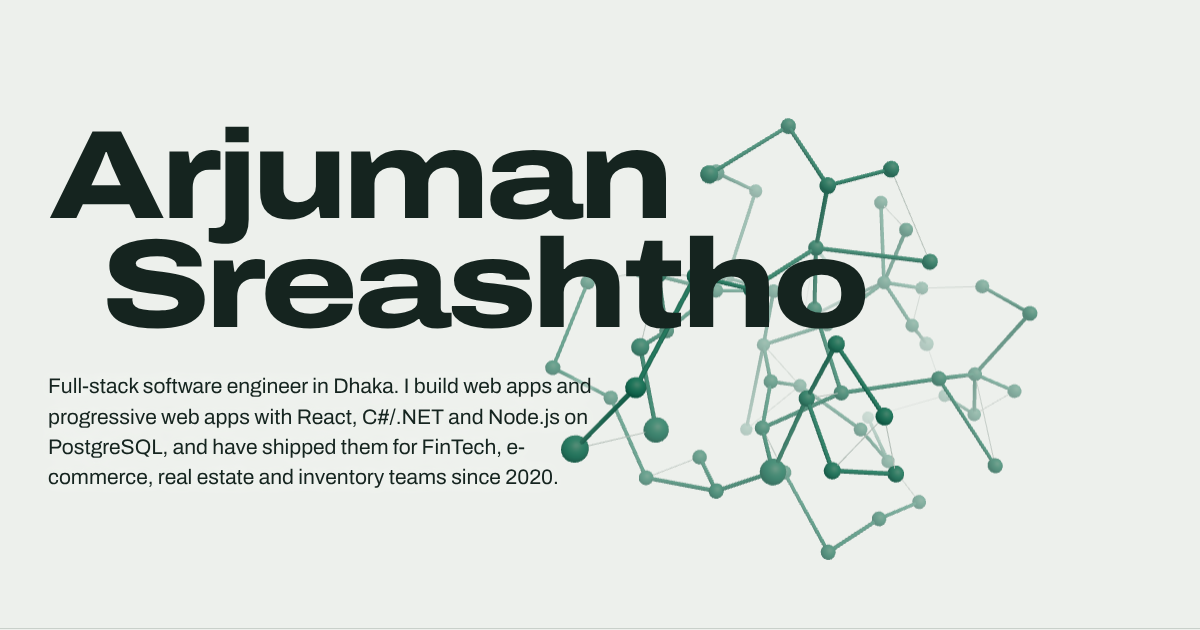 Arjuman
Sreashtho
Full-stack software engineer in Dhaka. I build web apps and
progressive web apps with React, C#/.NET and Node.js on
PostgreSQL, and have shipped them for FinTech, e-
commerce, real estate and inventory teams since 2020.